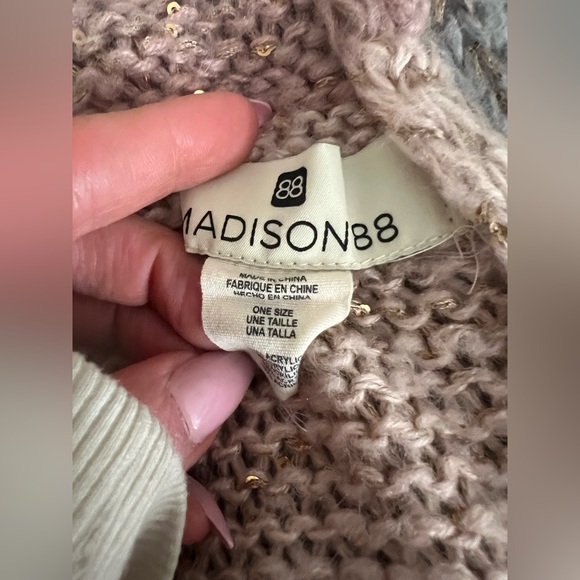 88
MADISON88
MADE IN CHINA
FABRIQUE EN CHINE
HECHO EN CHINA
ONE SIZE
UNE TAILLE
UNA TALLA